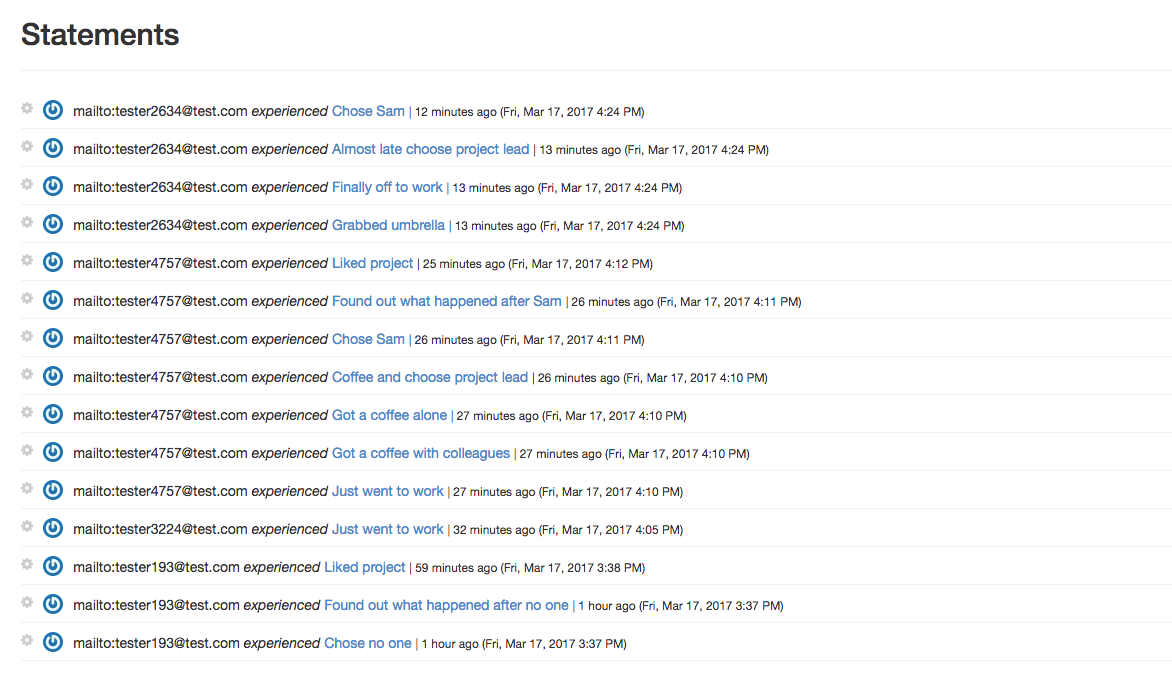 Statements
mailto:tester2634@test.com experienced Chose Sam | 12 minutes ago (Fri, Mar 17, 2017 4:24 PM)
mailto:tester2634@test.com experienced Almost late choose project lead | 13 minutes ago (Fri, Mar 17, 2017 4:24 PM)
mailto:tester2634@test.com experienced Finally off to work | 13 minutes ago (Fri, Mar 17, 2017 4:24 PM)
mailto:tester2634@test.com experienced Grabbed umbrella | 13 minutes ago (Fri, Mar 17, 2017 4:24 PM)
mailto:tester4757@test.com experienced Liked project | 25 minutes ago (Fri, Mar 17, 2017 4:12 PM)
mailto:tester4757@test.com experienced Found out what happened after Sam | 26 minutes ago (Fri, Mar 17, 2017 4:11 PM)
mailto:tester4757@test.com experienced Chose Sam | 26 minutes ago (Fri, Mar 17, 2017 4:11 PM)
mailto:tester4757@test.com experienced Coffee and choose project lead | 26 minutes ago (Fri, Mar 17, 2017 4:10 PM)
mailto:tester4757@test.com experienced Got a coffee alone | 27 minutes ago (Fri, Mar 17, 2017 4:10 PM)
mailto:tester4757@test.com experienced Got a coffee with colleagues | 27 minutes ago (Fri, Mar 17, 2017 4:10 PM)
mailto:tester4757@test.com experienced Just went to work | 27 minutes ago (Fri, Mar 17, 2017 4:10 PM)
mailto:tester3224@test.com experienced Just went to work | 32 minutes ago (Fri, Mar 17, 2017 4:05 PM)
mailto:tester193@test.com experienced Liked project | 59 minutes ago (Fri, Mar 17, 2017 3:38 PM)
mailto:tester193@test.com experienced Found out what happened after no one | 1 hour ago (Fri, Mar 17, 2017 3:37 PM)
mailto:tester193@test.com experienced Chose no one | 1 hour ago (Fri, Mar 17, 2017 3:37 PM)